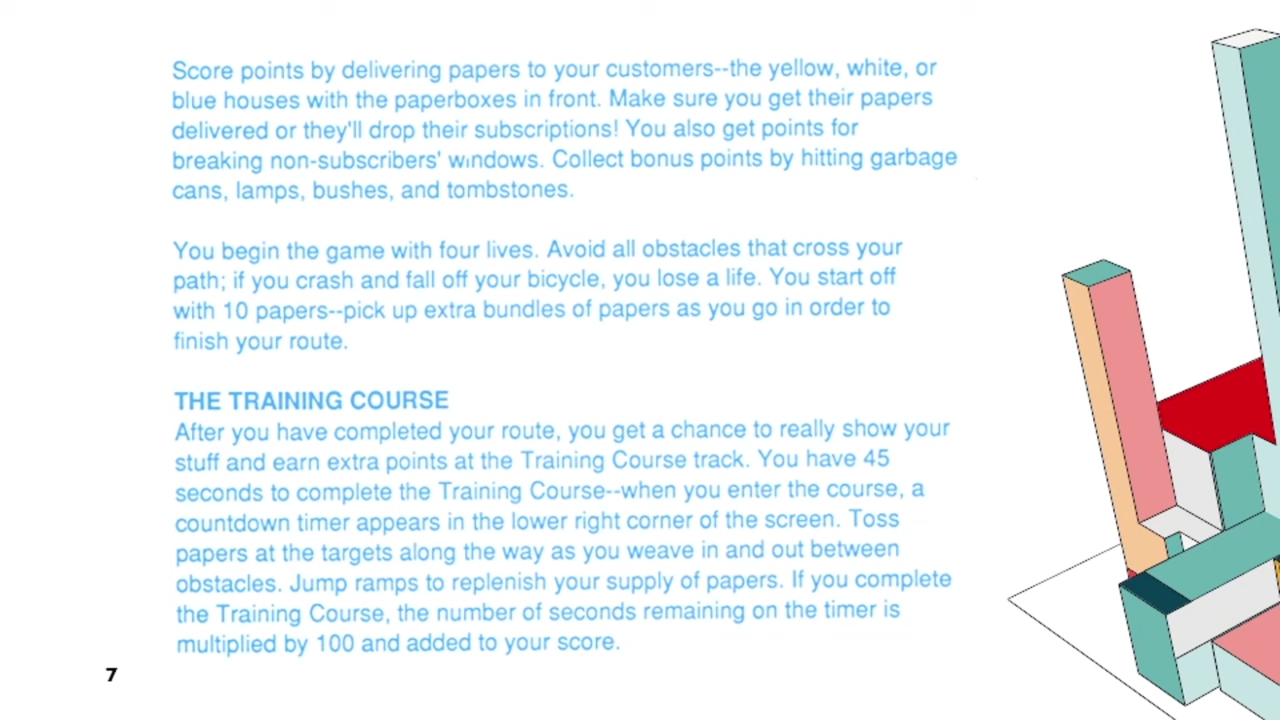 Score points by delivering papers to your customers--the yellow, white, or
blue houses with the paperboxes in front. Make sure you get their papers
delivered or they'll drop their subscriptions! You also get points for
breaking non-subscribers' windows. Collect bonus points by hitting garbage
cans, lamps, bushes, and tombstones.
You begin the game with four lives. Avoid all obstacles that cross your
path; if you crash and fall off your bicycle, you lose a life. You start off
with 10 papers--pick up extra bundles of papers as you go in order to
finish your route.
THE TRAINING COURSE
After you have completed your route, you get a chance to really show your
stuff and earn extra points at the Training Course track. You have 45
seconds to complete the Training Course--when you enter the course, a
countdown timer appears in the lower right corner of the screen. Toss
papers at the targets along the way as you weave in and out between
obstacles. Jump ramps to replenish your supply of papers. If you complete
the Training Course, the number of seconds remaining on the timer is
multiplied by 100 and added to your score.
7